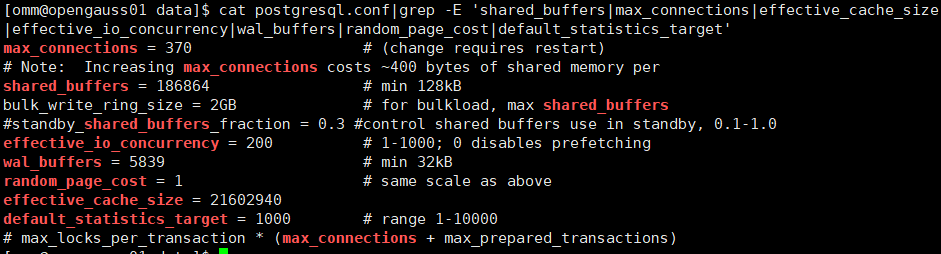 [omm@opengauss01 data]$ cat postgresql.conf|grep -E 'shared_buffers|max_connections|effective_cache_size
|effective_io_concurrency|wal_buffers|random_page_cost|default_statistics_target'
max_connections = 370 # (change requires restart)
# Note:  Increasing max_connections costs ~400 bytes of shared memory per
shared_buffers = 186864 # min 128kB
bulk_write_ring_size = 2GB # for bulkload, max shared_buffers
#standby_shared_buffers_fraction = 0.3 #control shared buffers use in standby, 0.1-1.0
effective_io_concurrency = 200 # 1-1000; 0 disables prefetching
wal_buffers = 5839 # min 32kB
random_page_cost = 1 # same scale as above
effective_cache_size = 21602940
default_statistics_target = 1000 # range 1-10000
# max_locks_per_transaction * (max_connections + max_prepared_transactions)